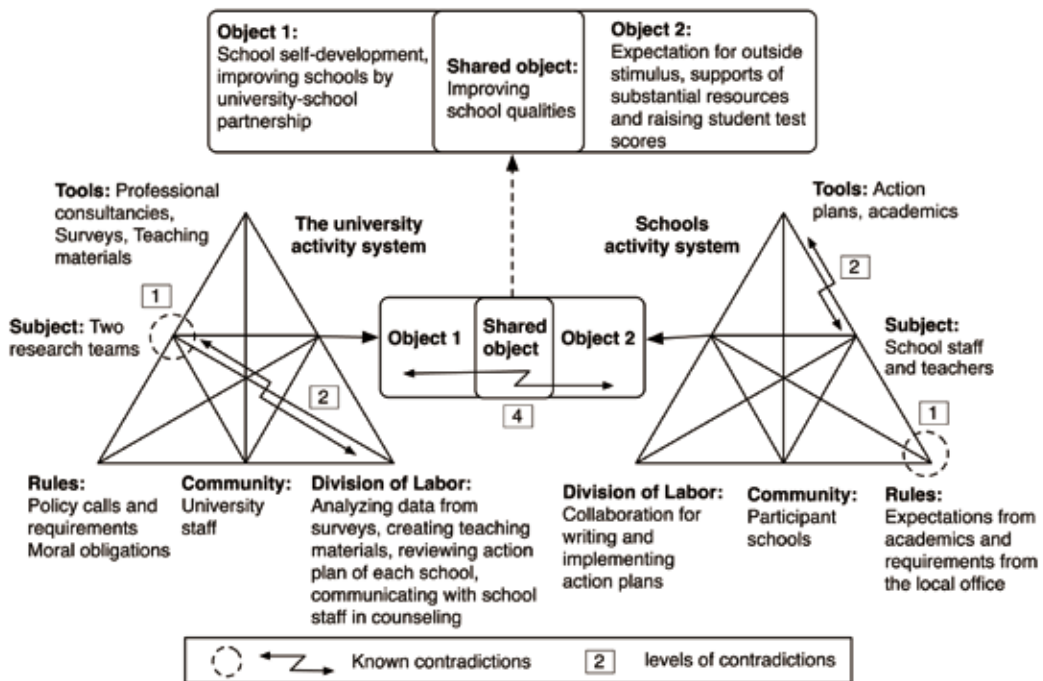 Object 1:
School self-development,
improving schools by
university-school
partnership
Shared object:
Improving
school qualities
Object 2:
Expectation for outside
stimulus, supports of
substantial resources
and raising student test
scores
Tools: Professional
consultancies,
Surveys, Teaching
materials
The university
activity system
Schools
activity system
Tools: Action
plans, academics
1
2
Subject: Two
research teams
Object 1
Shared
object
Object 2
Subject:
School staff
and teachers
2
4
1
Rules:
Policy calls and
requirements
Moral obligations
Community:
University
staff
Division of Labor:
Analyzing data from
surveys, creating teaching
materials, reviewing action
plan of each school,
communicating with school
staff in counseling
Division of Labor:
Collaboration for
writing and
implementing
action plans
Community:
Participant
schools
Rules:
Expectations from
academics and
requirements from
the local office
Known contradictions
2
levels of contradictions